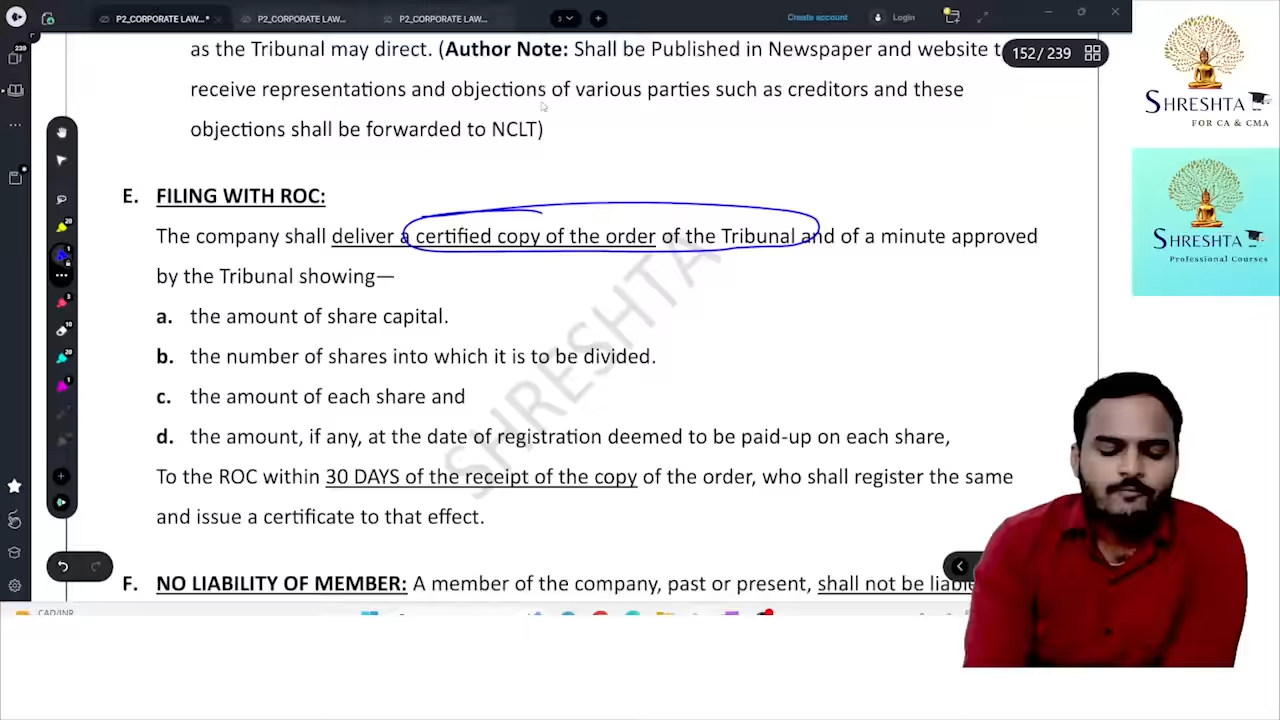 P2_CORPORATE LAW...*
P2_CORPORATE LAW...
P2_CORPORATE LAW...
3
Create account
Login
as the Tribunal may direct. (Author Note: Shall be Published in Newspaper and website t
152/239
receive representations and objections of various parties such as creditors and these
objections shall be forwarded to NCLT)
E. FILING WITH ROC:
The company shall deliver a certified copy of the order of the Tribunal and of a minute approved
by the Tribunal showing—
a. the amount of share capital.
b. the number of shares into which it is to be divided.
c. the amount of each share and
d. the amount, if any, at the date of registration deemed to be paid-up on each share,
To the ROC within 30 DAYS of the receipt of the copy of the order, who shall register the same
and issue a certificate to that effect.
F. NO LIABILITY OF MEMBER: A member of the company, past or present, shall not be liable
SHRESHTA
CAD/INR
SHRESHTA
FOR CA & CMA
SHRESHTA
Professional Courses